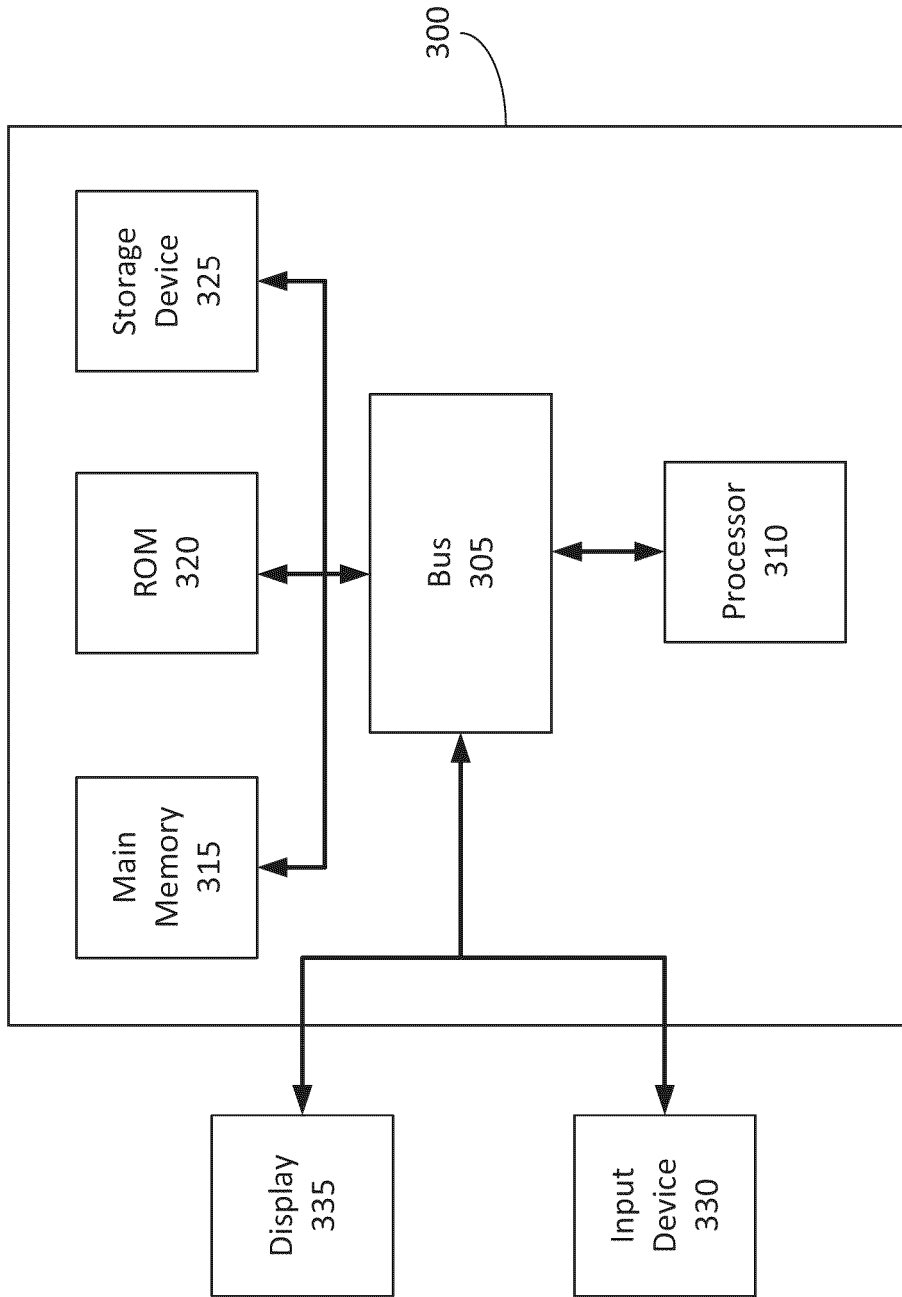 300
Display
335
Main
Memory
315
ROM
320
Storage
Device
325
Bus
305
Input
Device
330
Processor
310